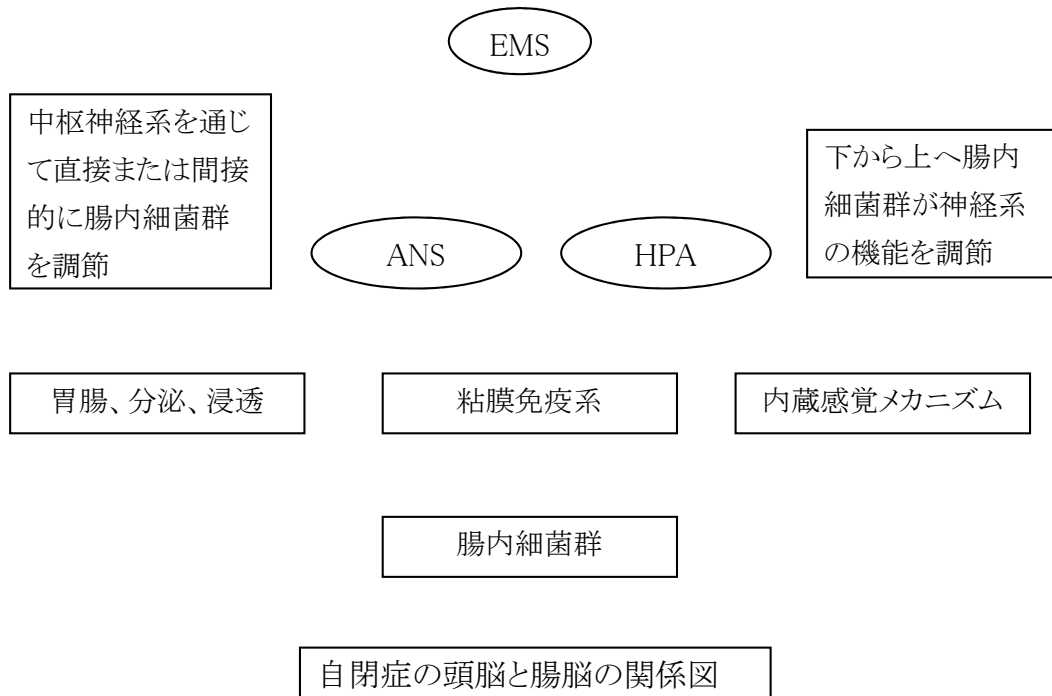 EMS
中枢神経系を通じ
て直接または間接
的に腸内細菌群
を調節
下から上へ腸内
細菌群が神経系
の機能を調節
ANS
HPA
胃腸、分泌、浸透
粘膜免疫系
内蔵感覚メカニズム
腸内細菌群
自閉症の頭脳と腸脳の関係図